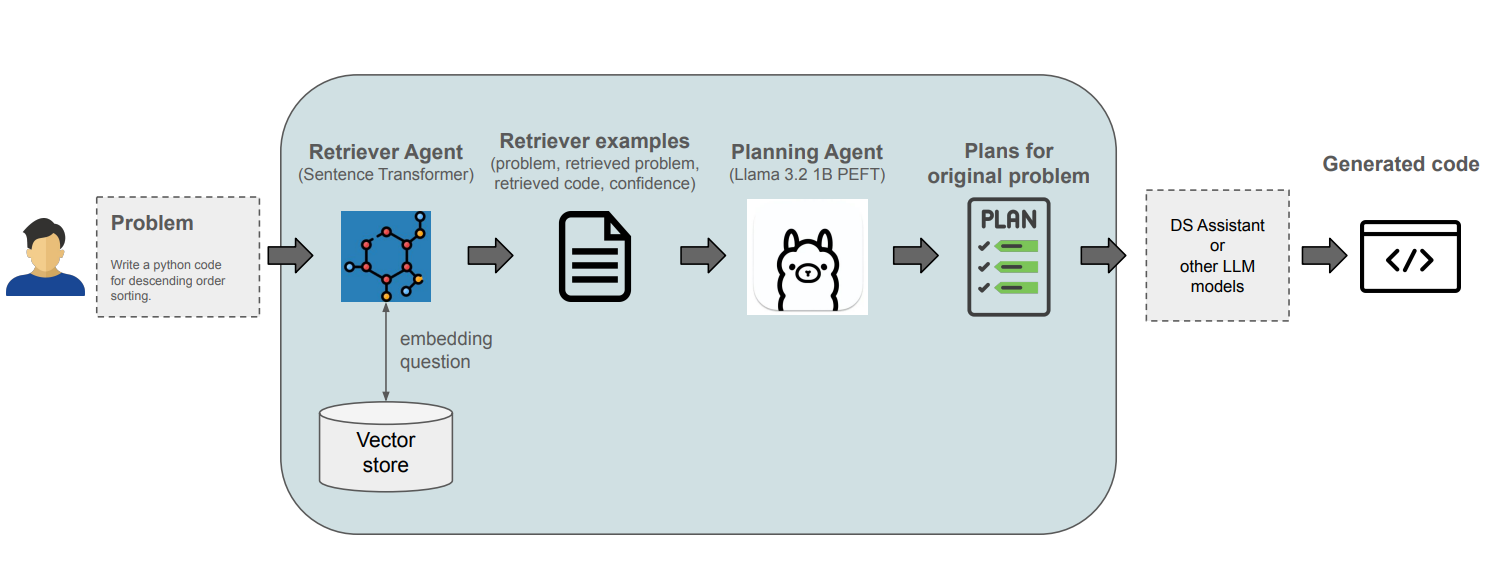 Problem
Write a python code
for descending order
sorting.
Retriever Agent
(Sentence Transformer)
embedding
question
Vector
store
Retriever examples
(problem, retrieved problem,
retrieved code, confidence)
Planning Agent
(Llama 3.2 1B PEFT)
Plans for
original problem
PLAN
DS Assistant
or
other LLM
models
Generated code
</>